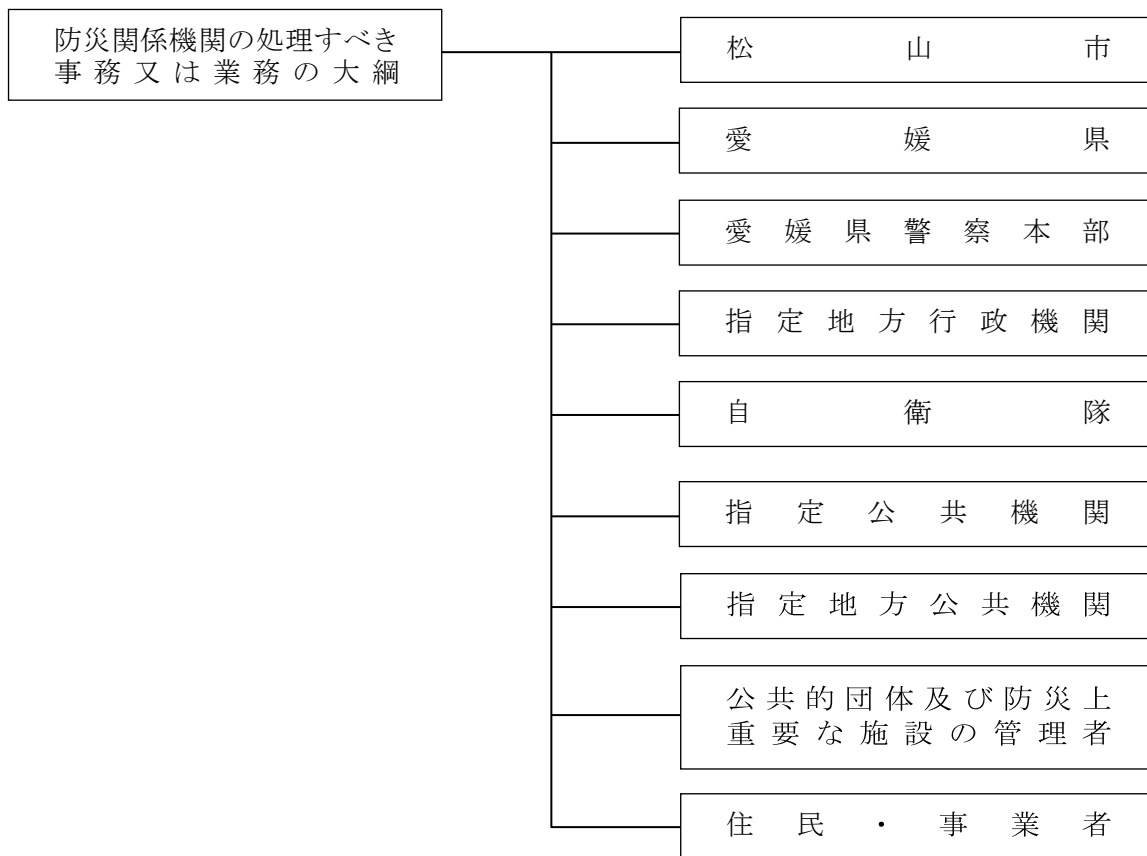 防災関係機関の処理すべき
事務又は業務の大綱
松山市
愛媛県
愛媛県警察本部
指定地方行政機関
自衛隊
指定公共機関
指定地方公共機関
公共的団体及び防災上
重要な施設の管理者
住民・事業者